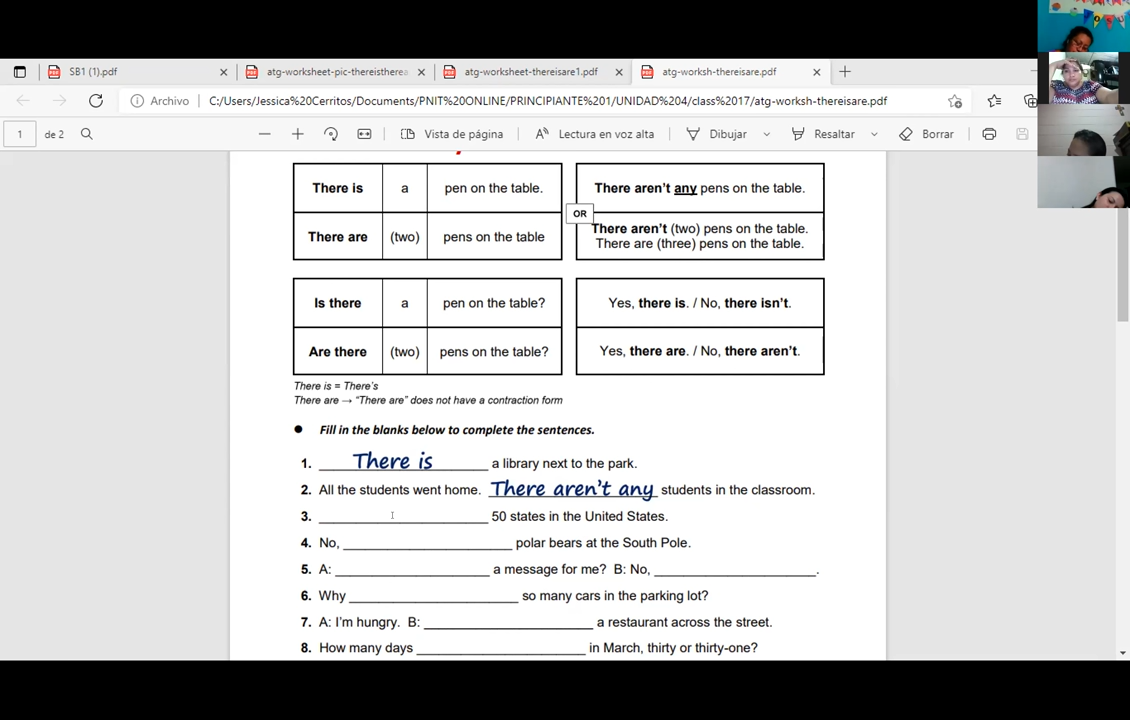 SB1 (1).pdf
atg-worksheet-pic-thereistherea
atg-worksheet-thereisare1.pdf
atg-worksh-thereisare.pdf
Archivo
C:/Users/Jessica%20Cerritos/Documents/PNIT%20ONLINE/PRINCIPIANTE%201/UNIDAD%204/class%2017/atg-worksh-thereisare.pdf
1 de 2
Vista de página
Lectura en voz alta
Dibujar
Resaltar
Borrar
There is a pen on the table.
There are (two) pens on the table
There aren't any pens on the table.
OR
There aren't (two) pens on the table.
There are (three) pens on the table.
Is there a pen on the table?
Are there (two) pens on the table?
Yes, there is. / No, there isn't.
Yes, there are. / No, there aren't.
There is = There's
There are → “There are” does not have a contraction form
● Fill in the blanks below to complete the sentences.
1. There is a library next to the park.
2. All the students went home. There aren't any students in the classroom.
3. ______________________ 50 states in the United States.
4. No, ______________________ polar bears at the South Pole.
5. A: ____________________ a message for me? B: No, _____________________.
6. Why ______________________ so many cars in the parking lot?
7. A: I'm hungry. B: ______________________ a restaurant across the street.
8. How many days ______________________ in March, thirty or thirty-one?